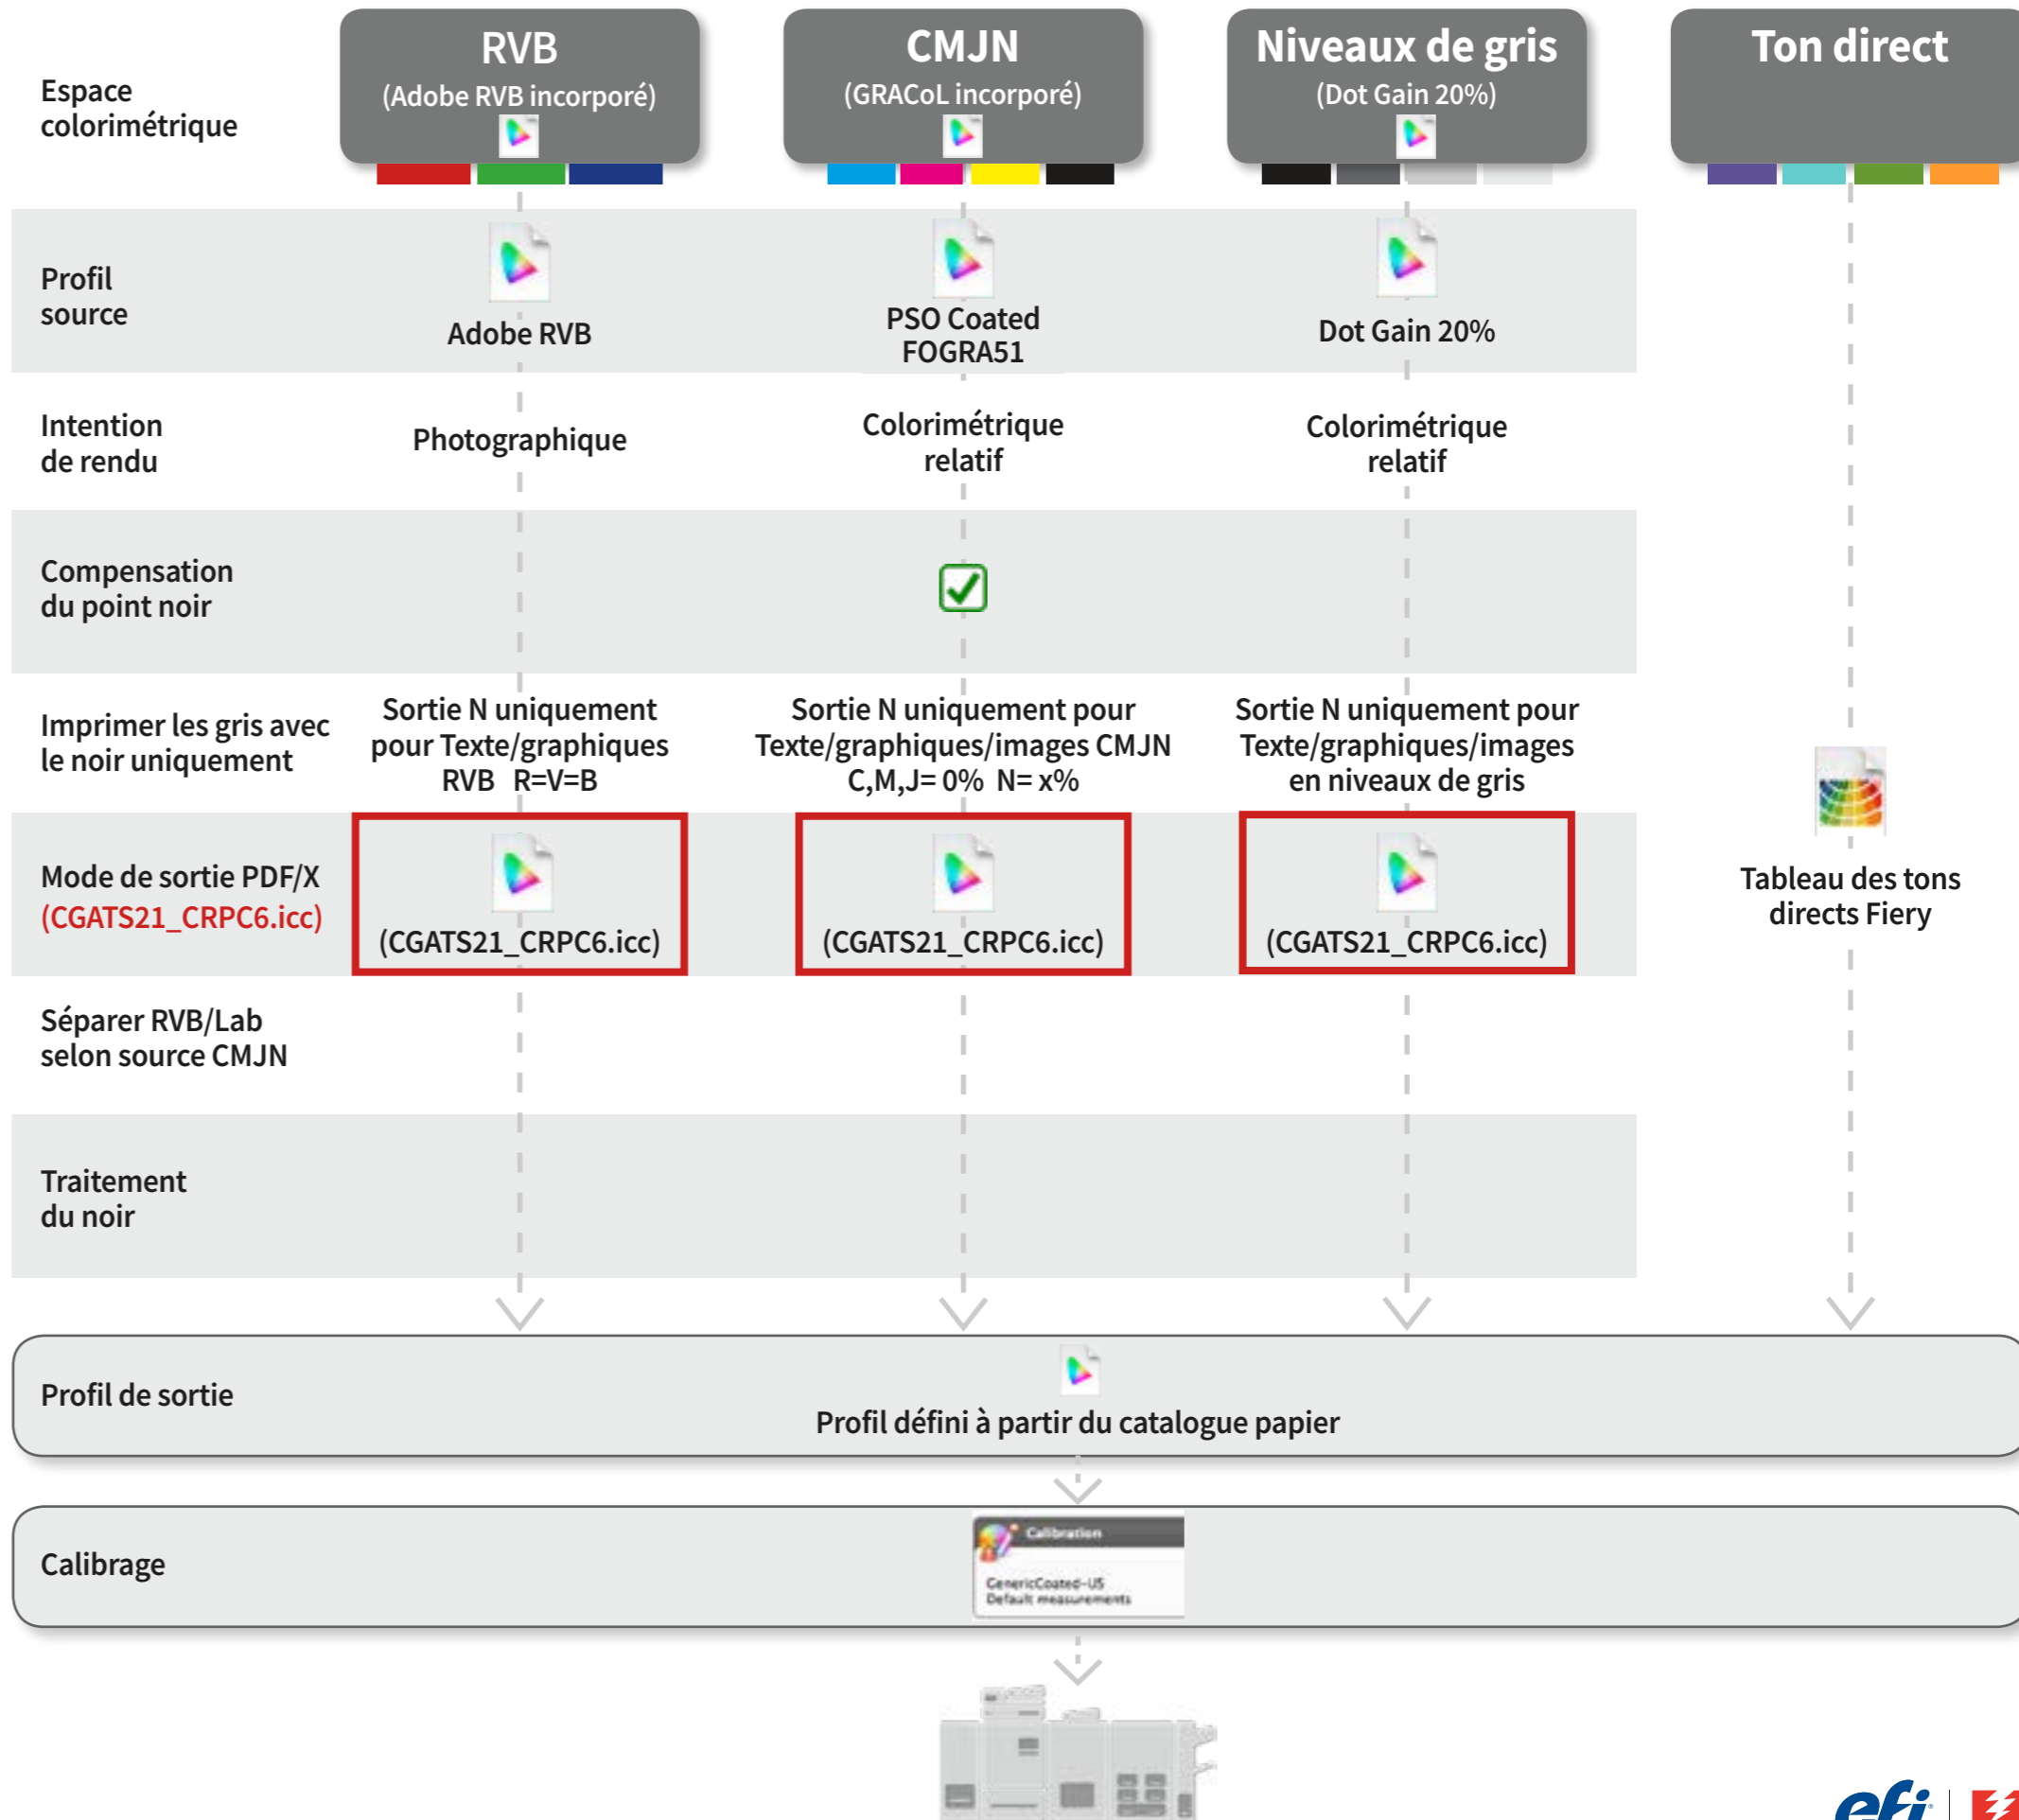 Espace
colorimétrique
RVB
(Adobe RVB incorporé)
CMJN
(GRACoL incorporé)
Niveaux de gris
(Dot Gain 20%)
Ton direct
Profil
source
Adobe RVB
PSO Coated
FOGRA51
Dot Gain 20%
Intention
de rendu
Photographique
Colorimétrique
relatif
Colorimétrique
relatif
Compensation
du point noir
Imprimer les gris avec
le noir uniquement
Sortie N uniquement
pour Texte/graphiques
RVB R=V=B
Sortie N uniquement pour
Texte/graphiques/images CMJN
C,M,J= 0% N= x%
Sortie N uniquement pour
Texte/graphiques/images
en niveaux de gris
Mode de sortie PDF/X
(CGATS21_CRPC6.icc)
(CGATS21_CRPC6.icc)
(CGATS21_CRPC6.icc)
(CGATS21_CRPC6.icc)
Tableau des tons
directs Fiery
Séparer RVB/Lab
selon source CMJN
Traitement
du noir
Profil de sortie
Profil défini à partir du catalogue papier
Calibrage
Calibration
GenericCoated-US
Default measurements
efi